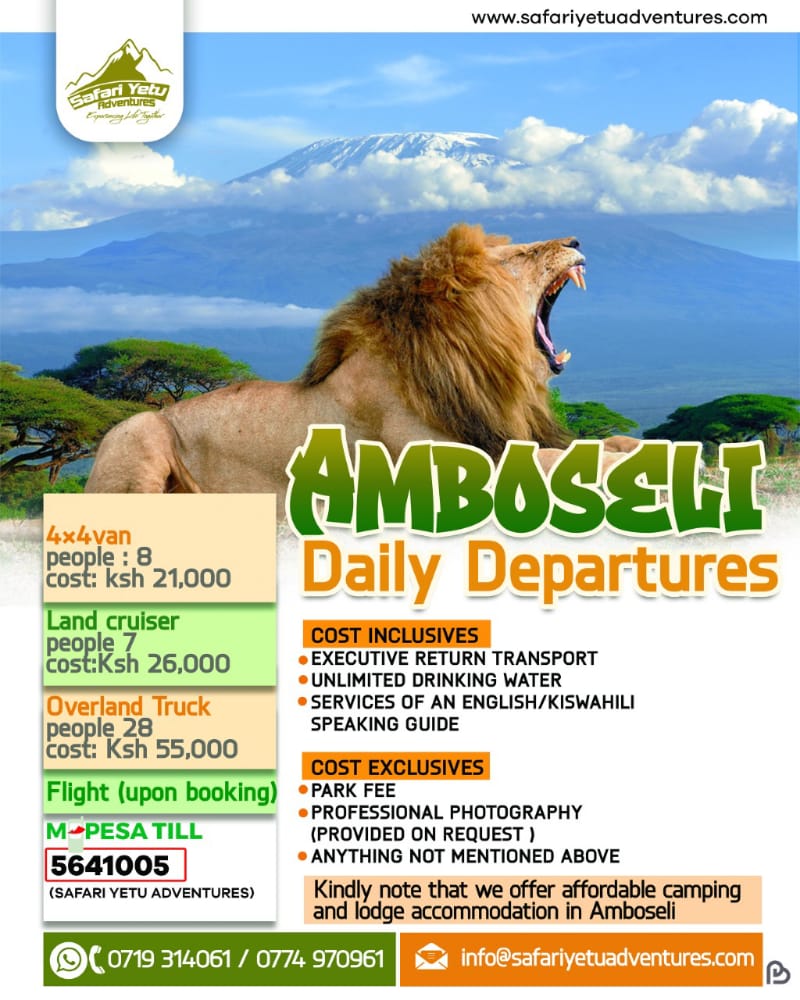 www.safariyetuadventures.com
Safari Yetu
Adventures
Experiencing Life Together
AMBOSELI
Daily Departures
4×4van
people : 8
cost: ksh 21,000
Land cruiser
people 7
cost:Ksh 26,000
Overland Truck
people 28
cost: Ksh 55,000
Flight (upon booking)
M-PESA TILL
5641005
(SAFARI YETU ADVENTURES)
COST INCLUSIVES
EXECUTIVE RETURN TRANSPORT
UNLIMITED DRINKING WATER
SERVICES OF AN ENGLISH/KISWAHILI
SPEAKING GUIDE
COST EXCLUSIVES
PARK FEE
PROFESSIONAL PHOTOGRAPHY
(PROVIDED ON REQUEST )
ANYTHING NOT MENTIONED ABOVE
Kindly note that we offer affordable camping
and lodge accommodation in Amboseli
0719 314061 / 0774 970961
info@safariyetuadventures.com